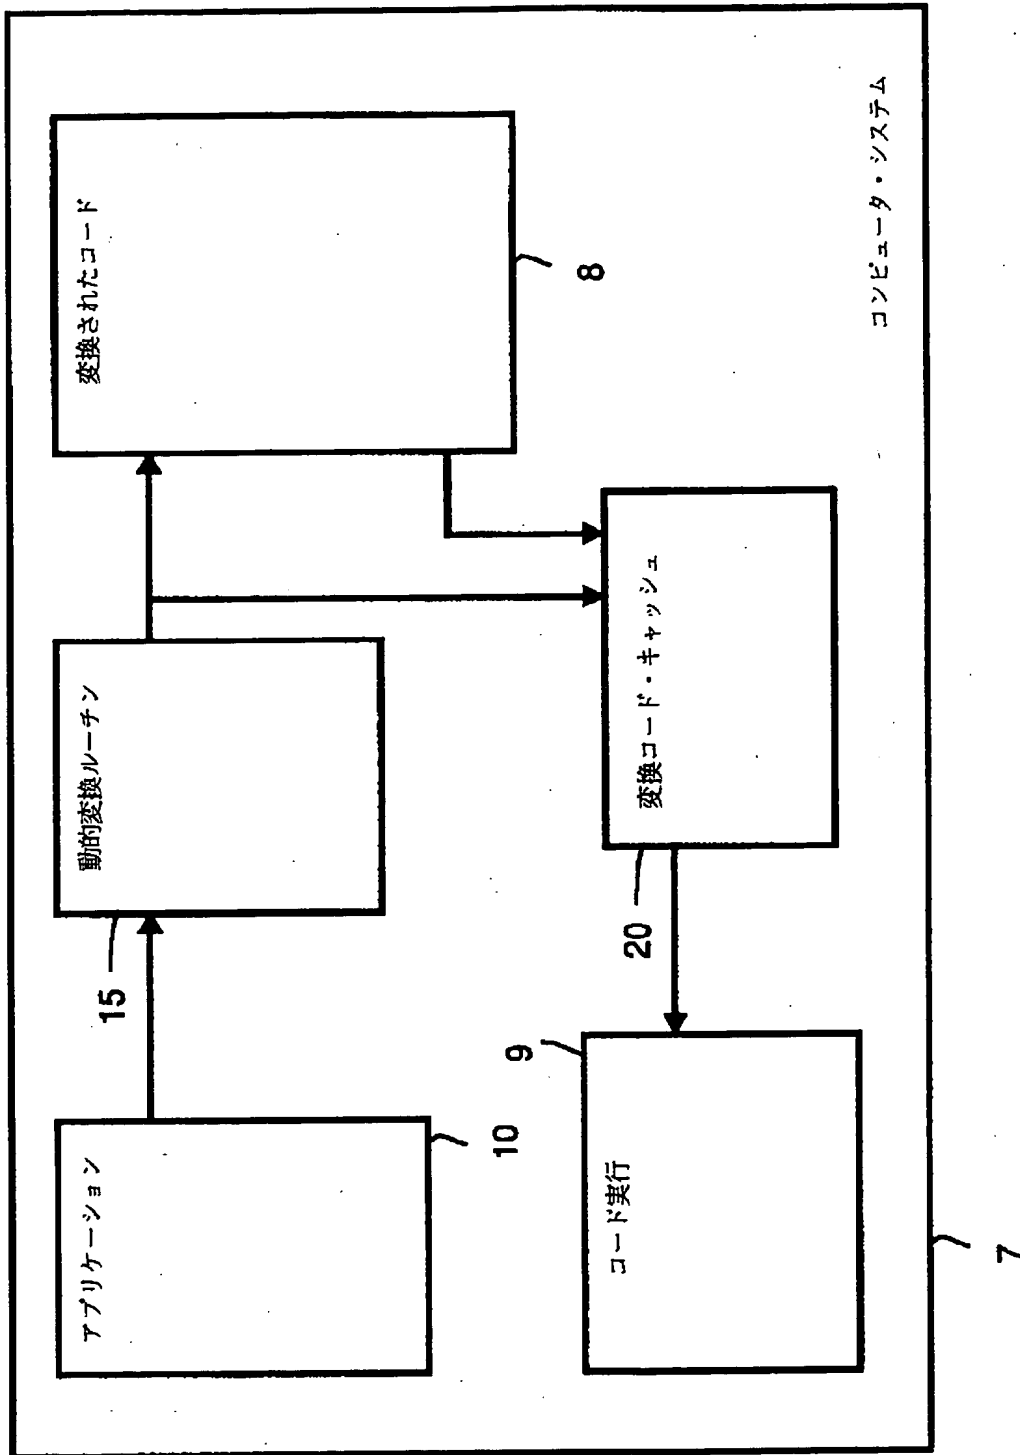 アプリケーション
10
15
動的変換ルーチン
変換されたコード
8
コード実行
9
20
変換コード・キャッシュ
コンピュータ・システム
7